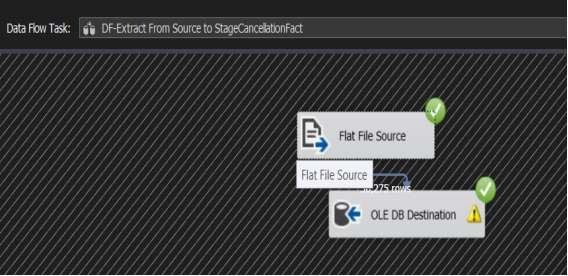 Data Flow Task: DF-Extract From Source to StageCancellationFact
Flat File Source
Flat File Source
275 rows
OLE DB Destination